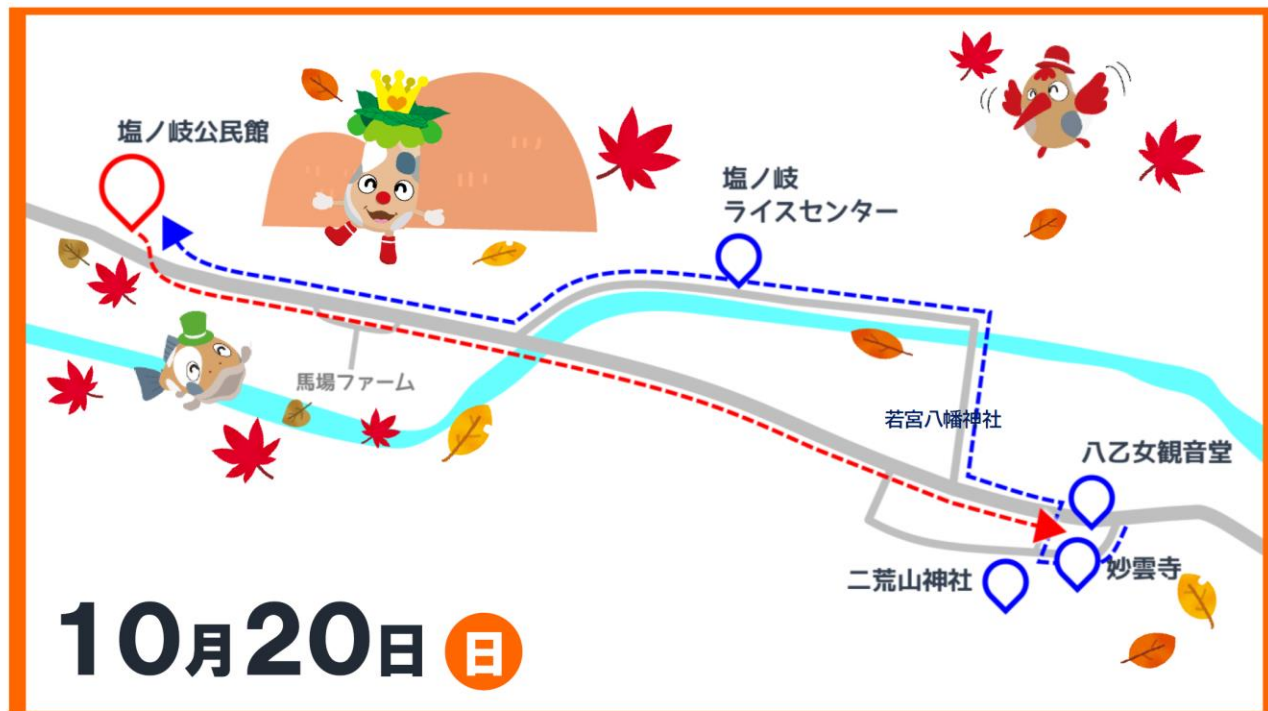 塩ノ岐公民館
塩ノ岐
ライスセンター
馬場ファーム
若宮八幡神社
八乙女観音堂
二荒山神社
妙雲寺
10月20日 日